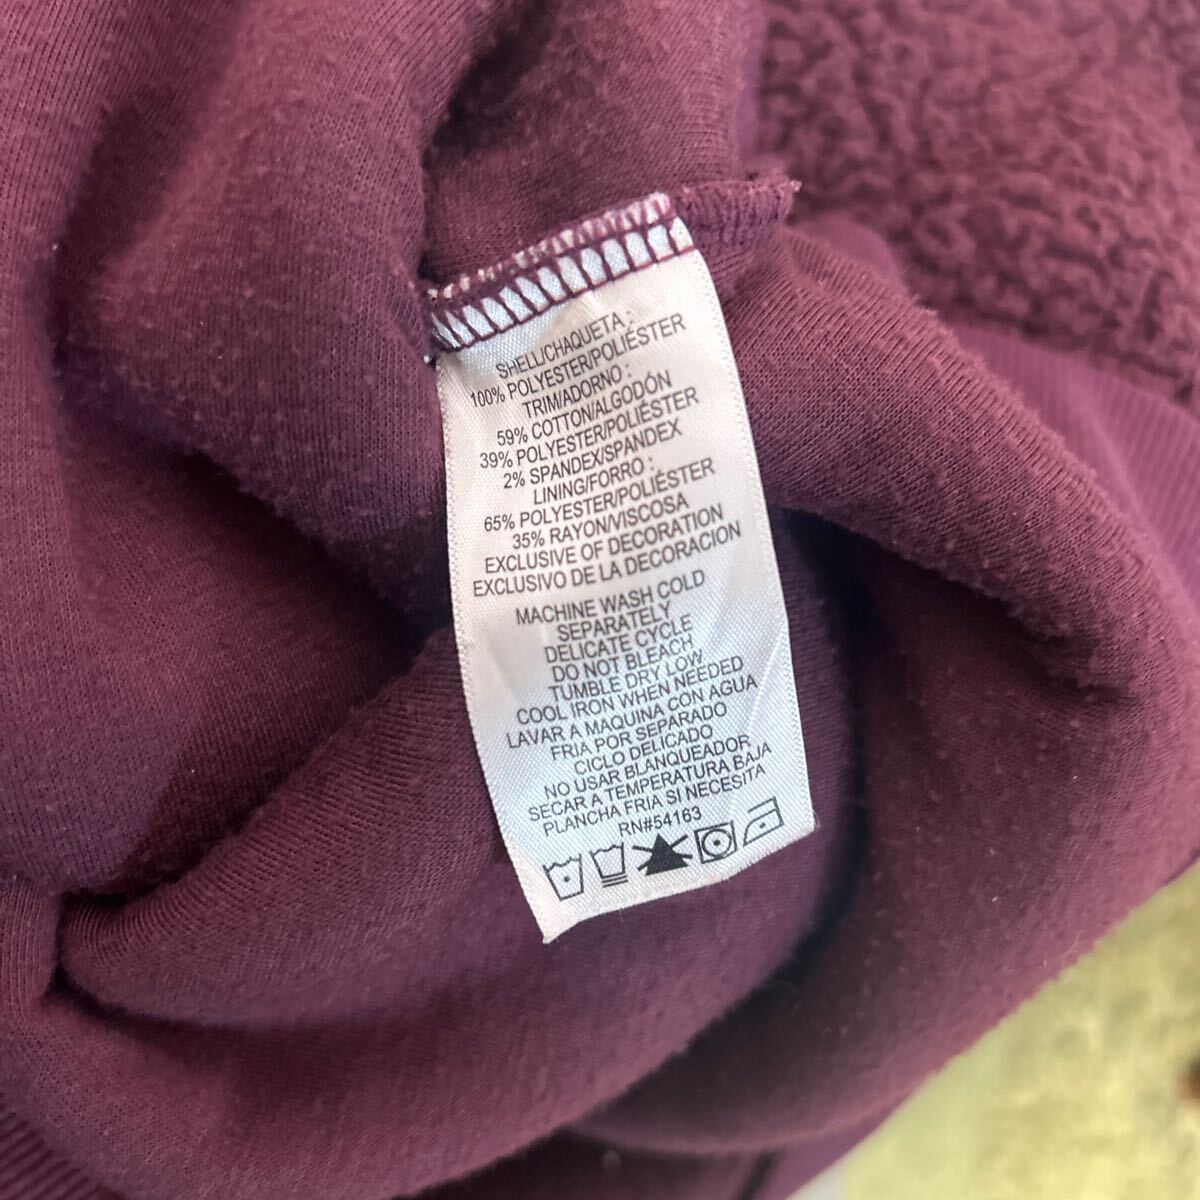 SHELL/CHAQUETA :
100% POLYESTER/POLIÉSTER
TRIM/ADORNO :
59% COTTON/ALGODÓN
39% POLYESTER/POLIÉSTER
2% SPANDEX/SPANDEX
LINING/FORRO :
65% POLYESTER/POLIÉSTER
35% RAYON/VISCOSA
EXCLUSIVE OF DECORATION
EXCLUSIVO DE LA DECORACION
MACHINE WASH COLD
SEPARATELY
DELICATE CYCLE
DO NOT BLEACH
TUMBLE DRY LOW
COOL IRON WHEN NEEDED
LAVAR A MAQUINA CON AGUA
FRIA POR SEPARADO
CICLO DELICADO
NO USAR BLANQUEADOR
SECAR A TEMPERATURA BAJA
PLANCHA FRIA SI NECESITA
RN#54163